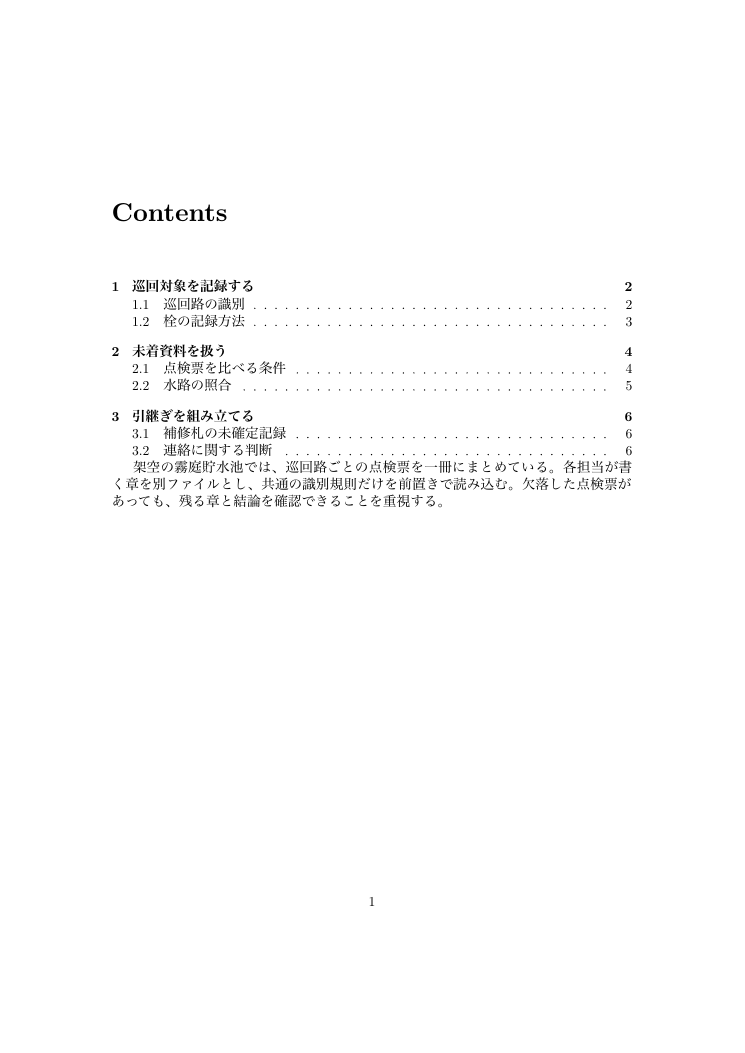 Contents
1 巡回対象を記録する 2
1.1 巡回路の識別 . . . . . . . . . . . . . . . . . . . . . . . . . . . . . . . . . . 2
1.2 栓の記録方法 . . . . . . . . . . . . . . . . . . . . . . . . . . . . . . . . . . 3
2 未着資料を扱う 4
2.1 点検票を比べる条件 . . . . . . . . . . . . . . . . . . . . . . . . . . . . . . 4
2.2 水路の照合 . . . . . . . . . . . . . . . . . . . . . . . . . . . . . . . . . . . 5
3 引継ぎを組み立てる 6
3.1 補修札の未確定記録 . . . . . . . . . . . . . . . . . . . . . . . . . . . . . . 6
3.2 連絡に関する判断 . . . . . . . . . . . . . . . . . . . . . . . . . . . . . . . 6
架空の霧庭貯水池では、巡回路ごとの点検票を一冊にまとめている。各担当が書
く章を別ファイルとし、共通の識別規則だけを前置きで読み込む。欠落した点検票が
あっても、残る章と結論を確認できることを重視する。
1